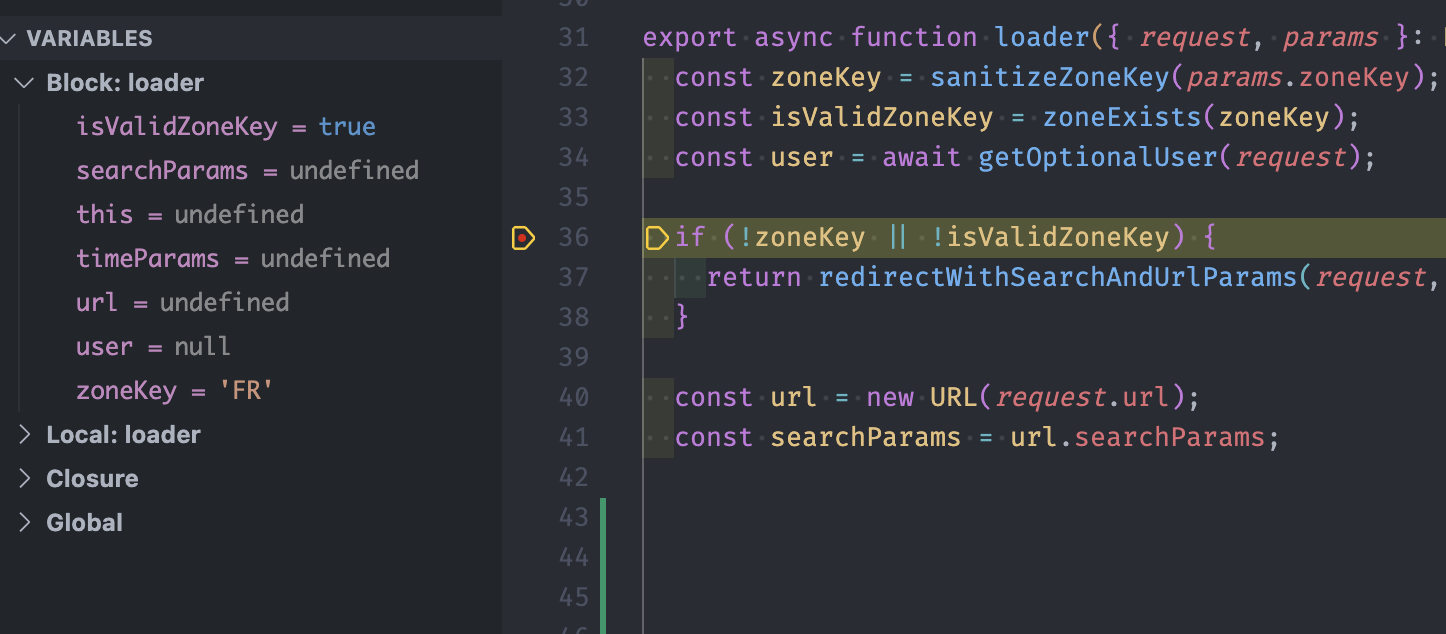 VARIABLES
Block: loader
isValidZoneKey = true
searchParams = undefined
this = undefined
timeParams = undefined
url = undefined
user = null
zoneKey = 'FR'
Local: loader
Closure
Global
31 export async function loader({ request, params }:
32 const zoneKey = sanitizeZoneKey(params.zoneKey);
33 const isValidZoneKey = zoneExists(zoneKey);
34 const user = await getOptionalUser(request);
35
36 if (!zoneKey || !isValidZoneKey) {
37 return redirectWithSearchAndUrlParams(request,
38 }
39
40 const url = new URL(request.url);
41 const searchParams = url.searchParams;
42
43
44
45